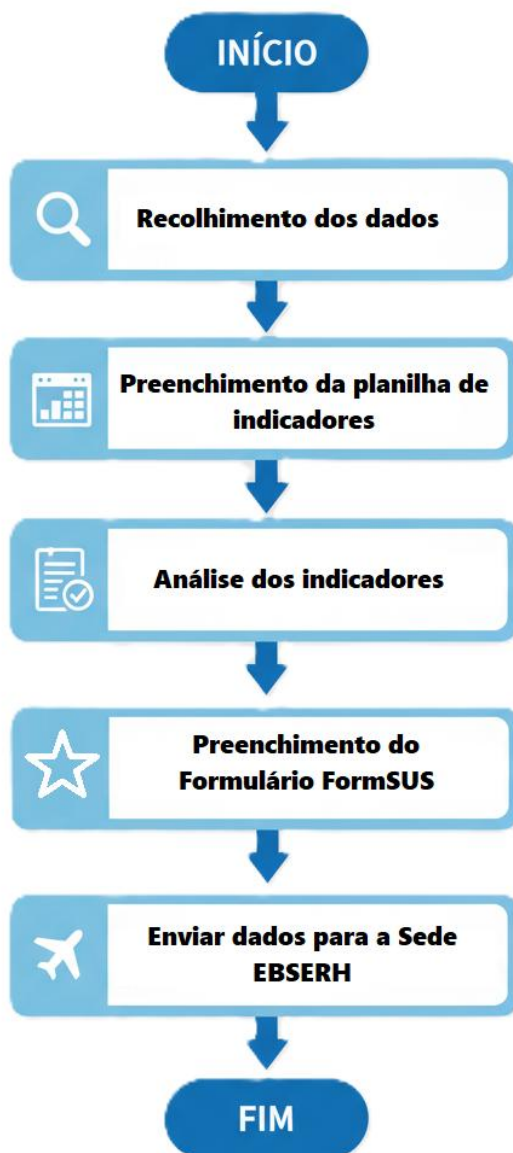 INÍCIO
Recolhimento dos dados
Preenchimento da planilha de
indicadores
Análise dos indicadores
Preenchimento do
Formulário FormSUS
Enviar dados para a Sede
EBSERH
FIM